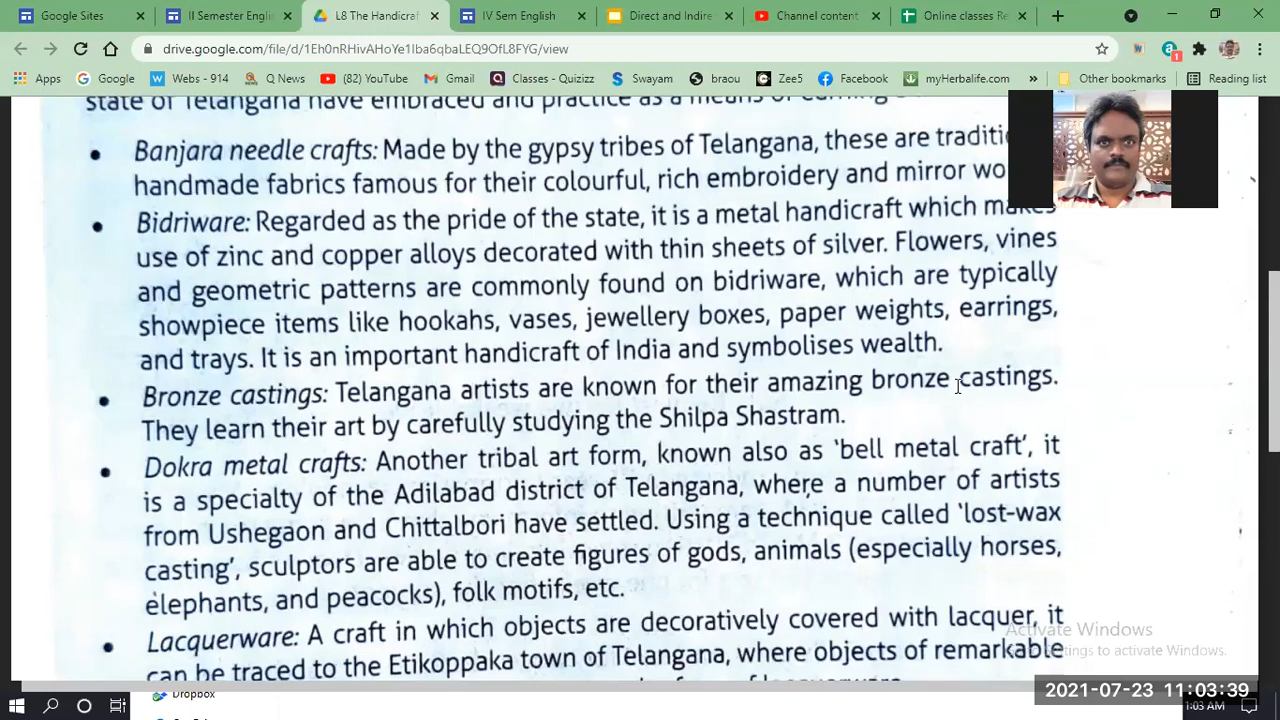 Google Sites
II Semester Engli
L8 The Handicraf
IV Sem English
Direct and Indire
Channel content
Online classes Re
drive.google.com/file/d/1Eh0nRHivAHoYe1Iba6qbaLEQ9OfL8FYG/view
Apps
Google
Webs - 914
Q News
(82) YouTube
Gmail
Classes - Quizizz
Swayam
braou
Zee5
Facebook
myHerbalife.com
»
Other bookmarks
Reading list
state of Telangana have embraced and practice as a means of earning
• Banjara needle crafts: Made by the gypsy tribes of Telangana, these are traditio
handmade fabrics famous for their colourful, rich embroidery and mirror wo
• Bidriware: Regarded as the pride of the state, it is a metal handicraft which makes
use of zinc and copper alloys decorated with thin sheets of silver. Flowers, vines
and geometric patterns are commonly found on bidriware, which are typically
showpiece items like hookahs, vases, jewellery boxes, paper weights, earrings,
and trays. It is an important handicraft of India and symbolises wealth.
• Bronze castings: Telangana artists are known for their amazing bronze castings.
They learn their art by carefully studying the Shilpa Shastram.
• Dokra metal crafts: Another tribal art form, known also as 'bell metal craft', it
is a specialty of the Adilabad district of Telangana, where a number of artists
from Ushegaon and Chittalbori have settled. Using a technique called 'lost-wax
casting', sculptors are able to create figures of gods, animals (especially horses,
elephants, and peacocks), folk motifs, etc.
• Lacquerware: A craft in which objects are decoratively covered with lacquer, it
can be traced to the Etikoppaka town of Telangana, where objects of remarkable
Activate Windows
Settings to activate Windows.
Dropbox
2021-07-23 11:03:39
1:03 AM